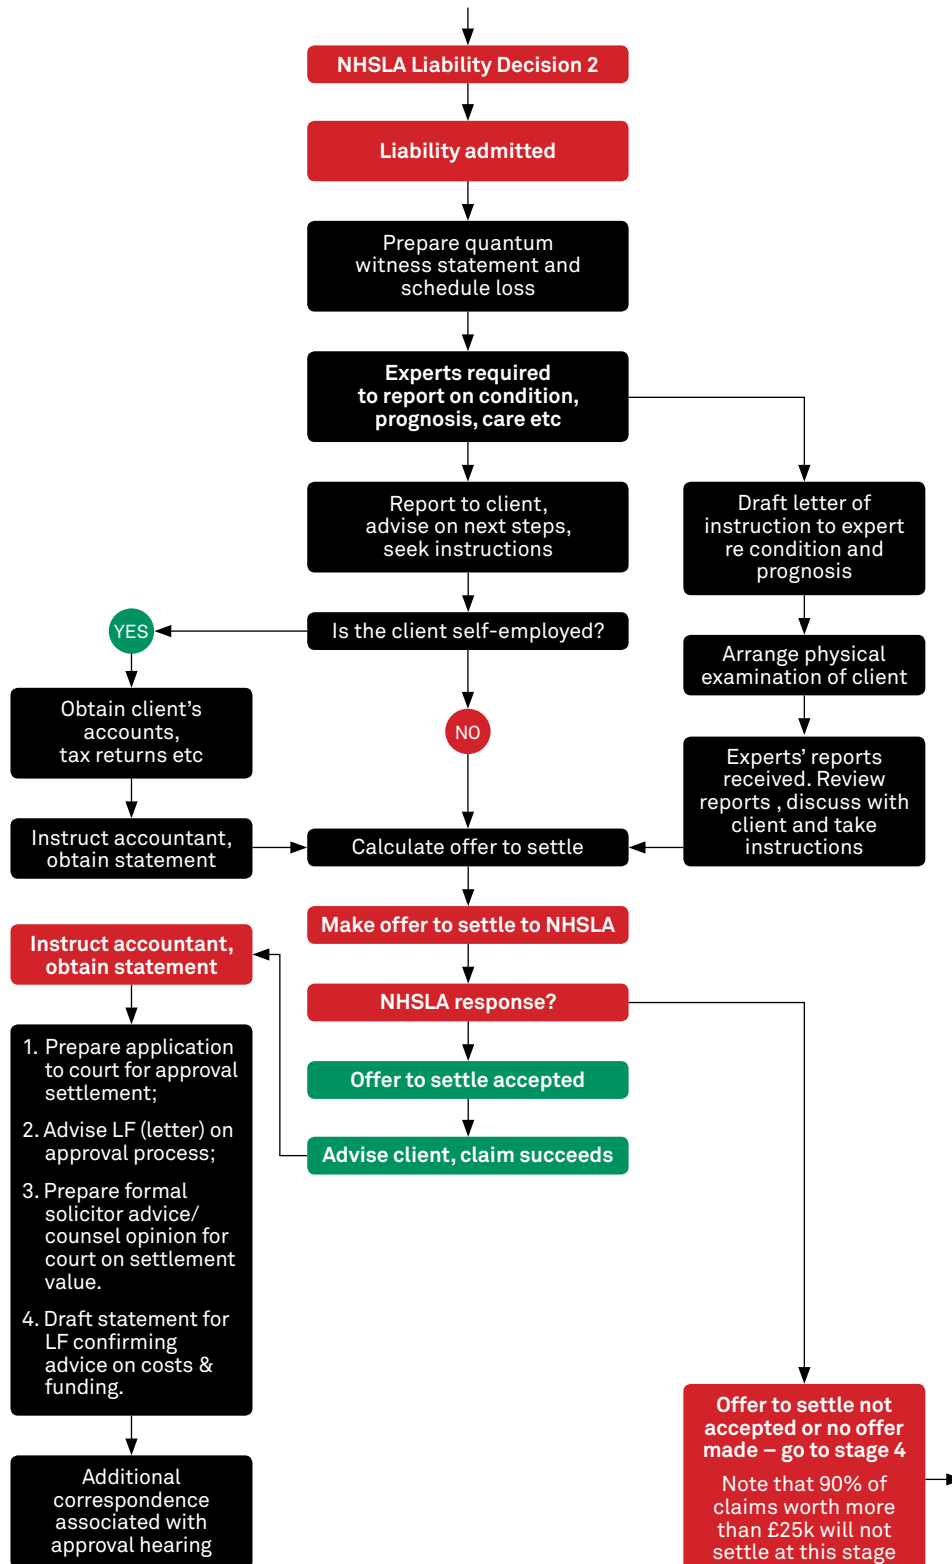 NHSLA Liability Decision 2
Liability admitted
Prepare quantum
witness statement and
schedule loss
Experts required
to report on condition,
prognosis, care etc
Report to client,
advise on next steps,
seek instructions
Draft letter of
instruction to expert
re condition and
prognosis
YES
Is the client self-employed?
Arrange physical
examination of client
Obtain client's
accounts,
tax returns etc
NO
Experts' reports
received. Review
reports , discuss with
client and take
instructions
Instruct accountant,
obtain statement
Calculate offer to settle
Make offer to settle to NHSLA
Instruct accountant,
obtain statement
NHSLA response?
1. Prepare application
to court for approval
settlement;
2. Advise LF (letter) on
approval process;
3. Prepare formal
solicitor advice/
counsel opinion for
court on settlement
value.
4. Draft statement for
LF confirming
advice on costs &
funding.
Offer to settle accepted
Advise client, claim succeeds
Offer to settle not
accepted or no offer
made – go to stage 4
Note that 90% of
claims worth more
than £25k will not
settle at this stage
Additional
correspondence
associated with
approval hearing